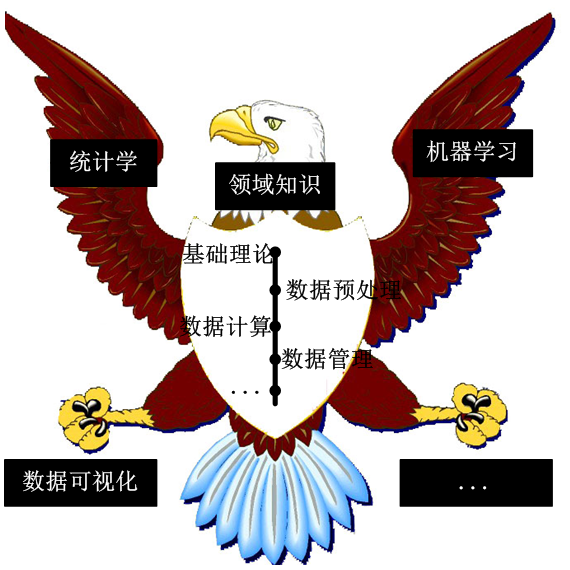 统计学
机器学习
领域知识
基础理论
数据预处理
数据计算
数据管理
...
数据可视化
...